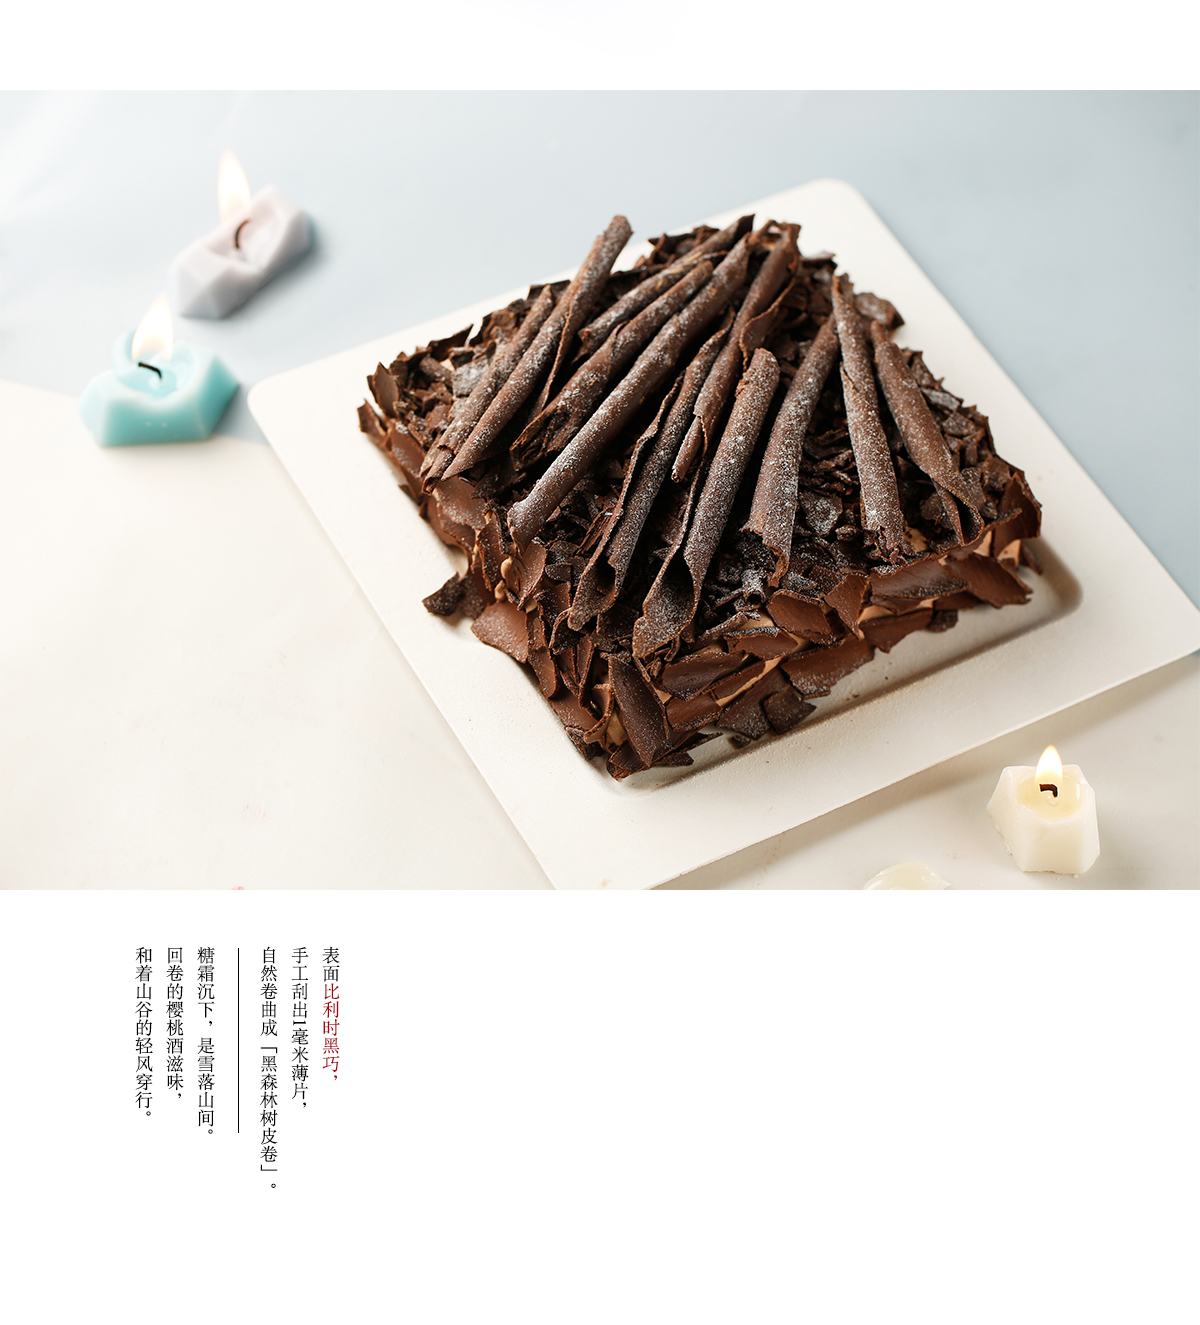 表面比利时黑巧，
手工刮出1毫米薄片，
自然卷曲成「黑森林树皮卷」。
糖霜沉下，是雪落山间。
回卷的樱桃酒滋味，
和着山谷的轻风穿行。